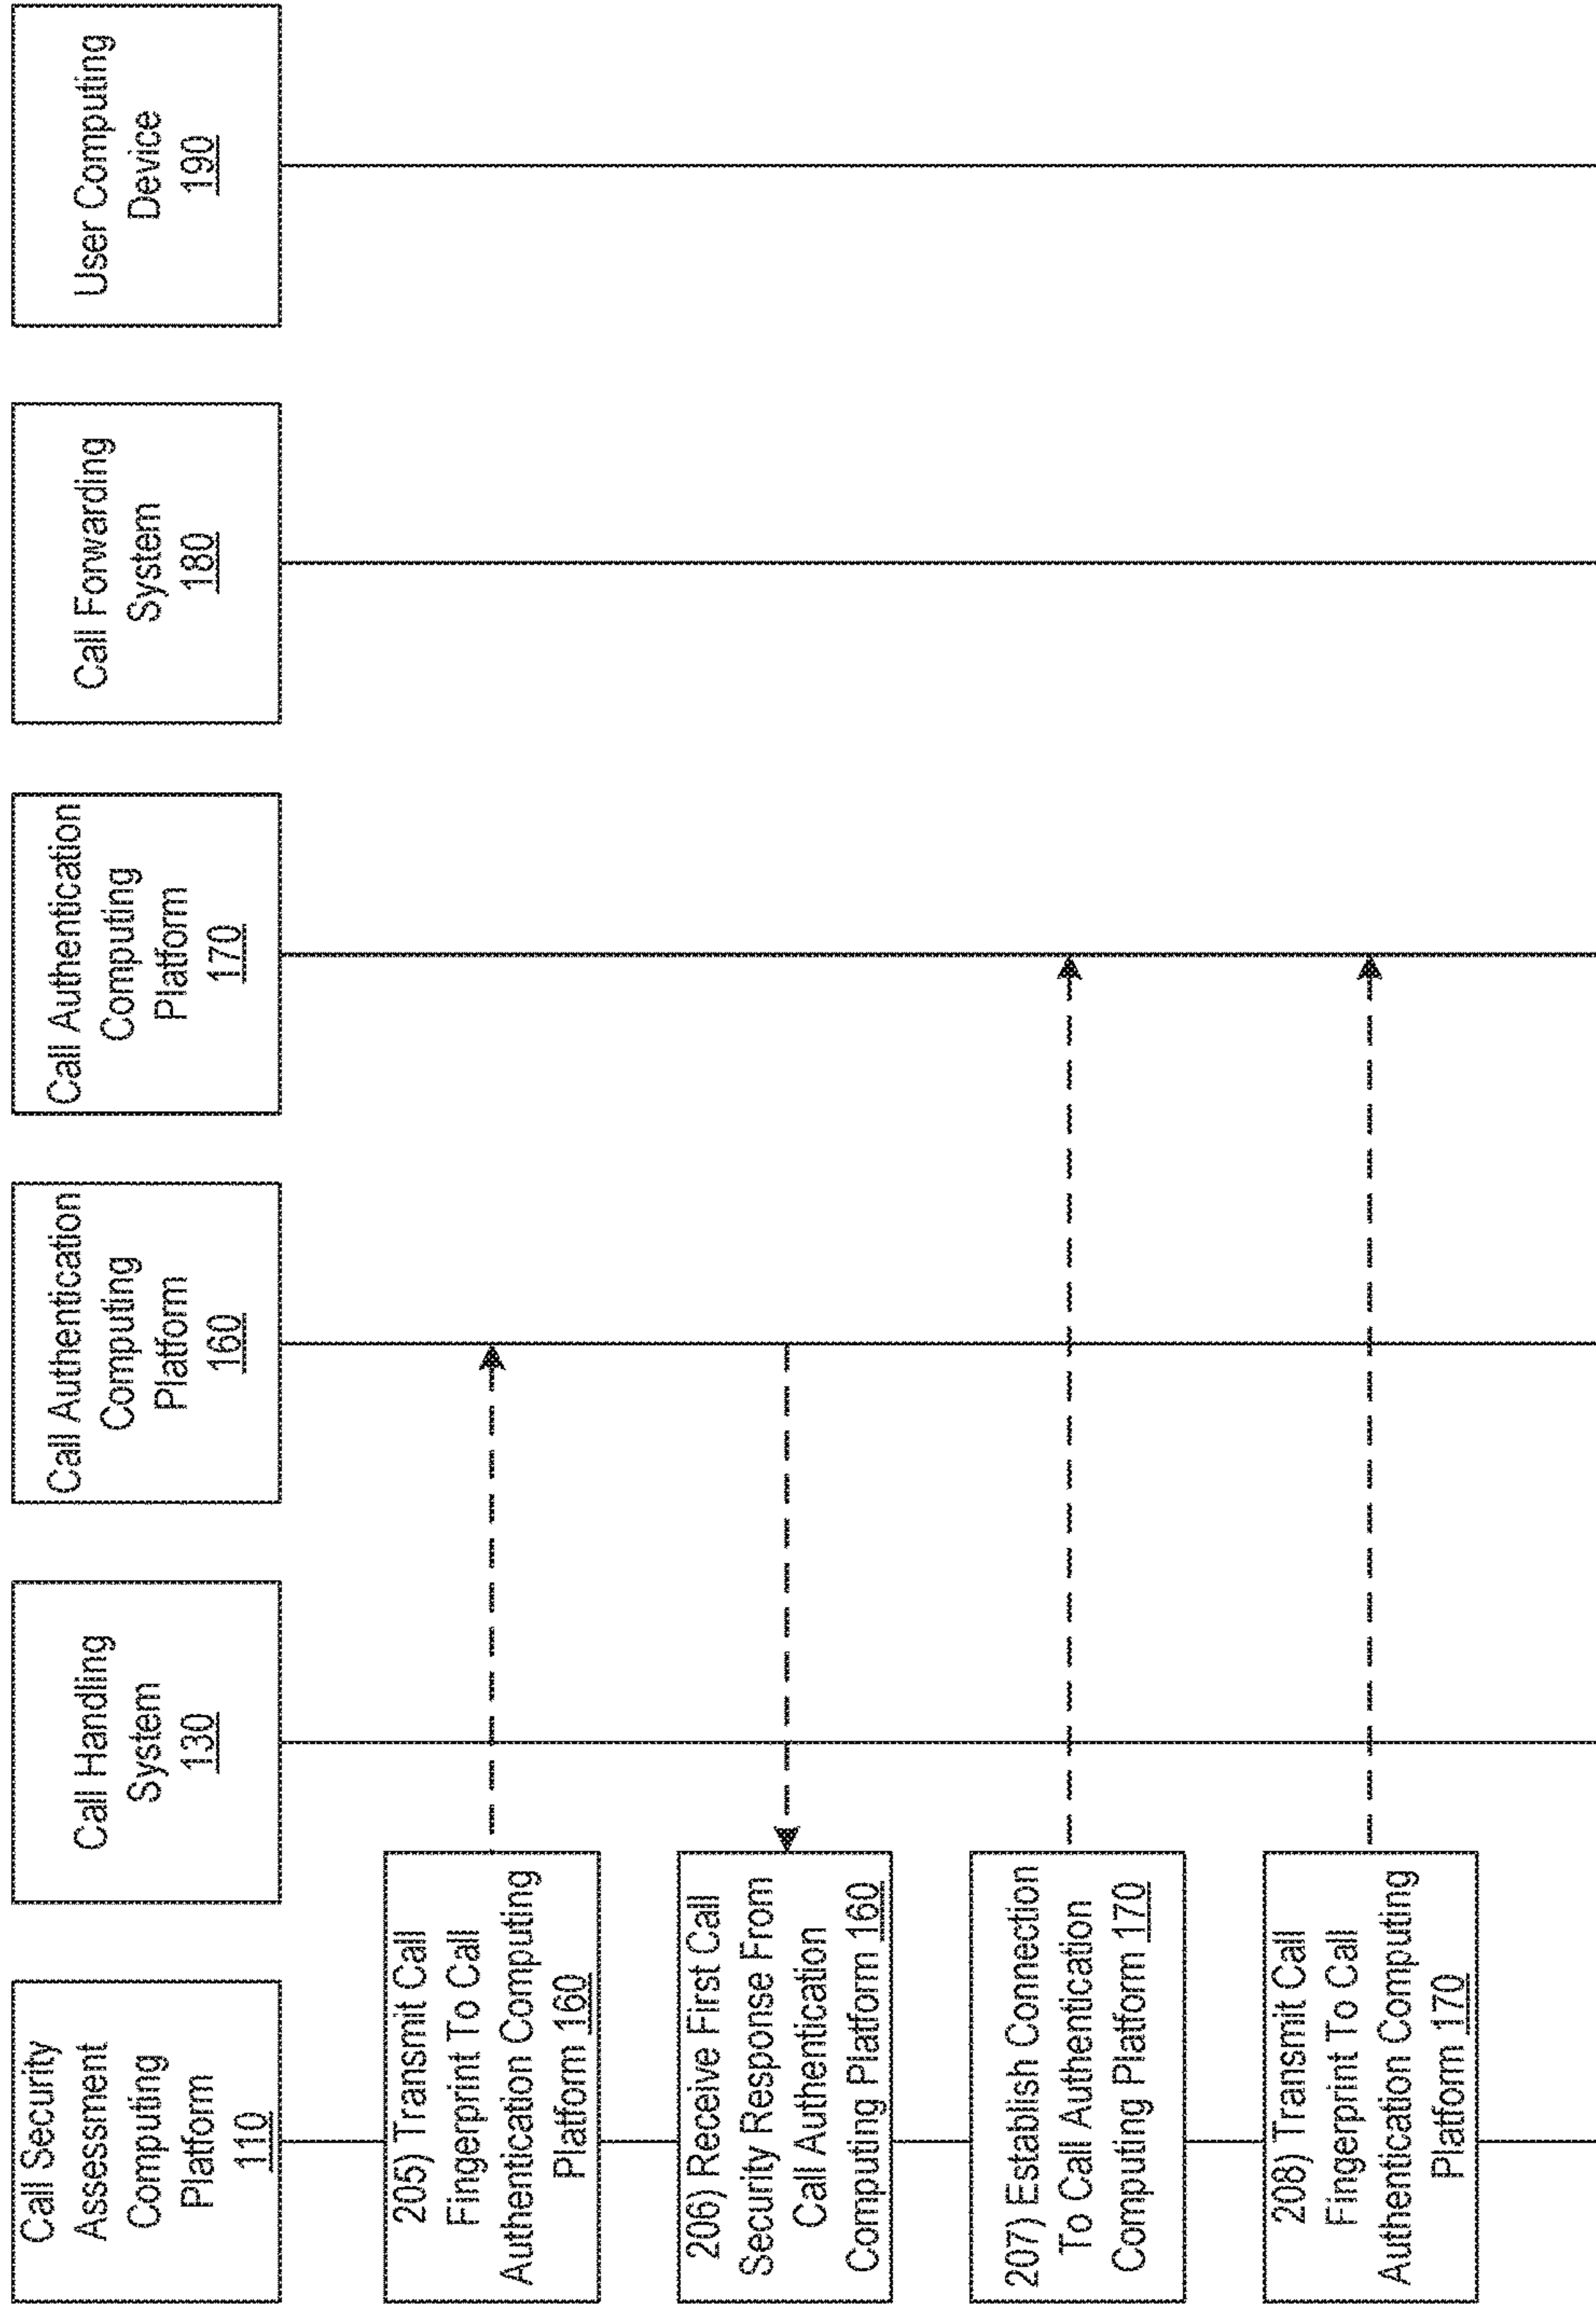 Call Security
Assessment
Computing
Platform
110
Call Handling
System
130
Call Authentication
Computing
Platform
160
Call Authentication
Computing
Platform
170
Call Forwarding
System
180
User Computing
Device
190
205) Transmit Call
Fingerprint To Call
Authentication Computing
Platform 160
206) Receive First Call
Security Response From
Call Authentication
Computing Platform 160
207) Establish Connection
To Call Authentication
Computing Platform 170
208) Transmit Call
Fingerprint To Call
Authentication Computing
Platform 170